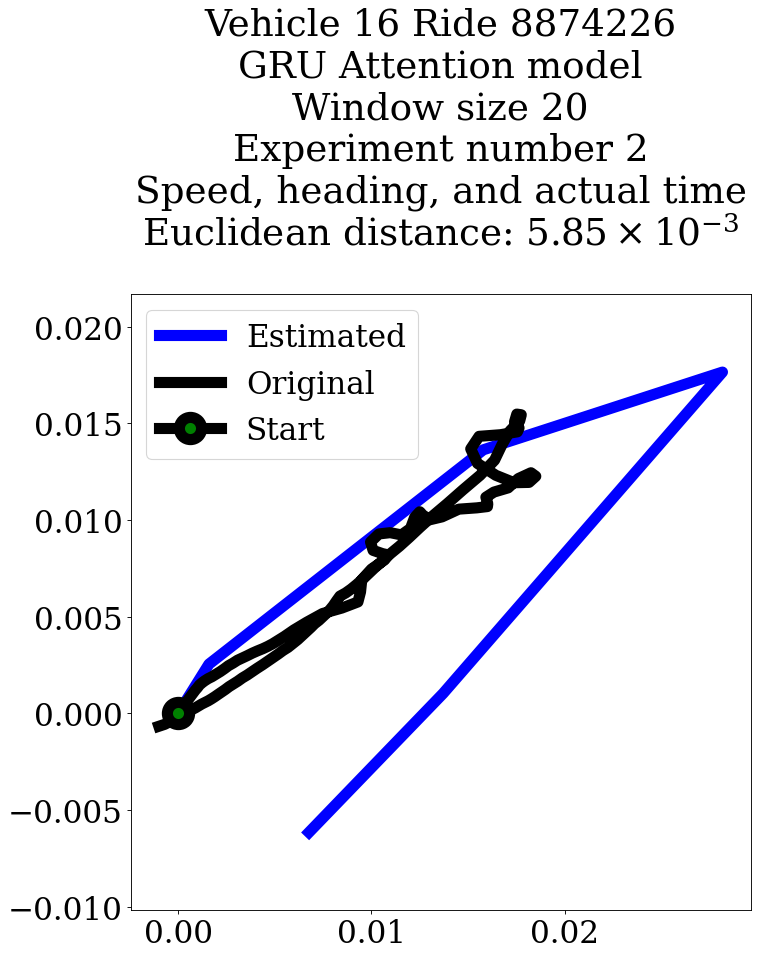 Vehicle 16 Ride 8874226
GRU Attention model
Window size 20
Experiment number 2
Speed, heading, and actual time
Euclidean distance: 5.85 × 10⁻³
Estimated
Original
Start
0.020
0.015
0.010
0.005
0.000
−0.005
−0.010
0.00 0.01 0.02